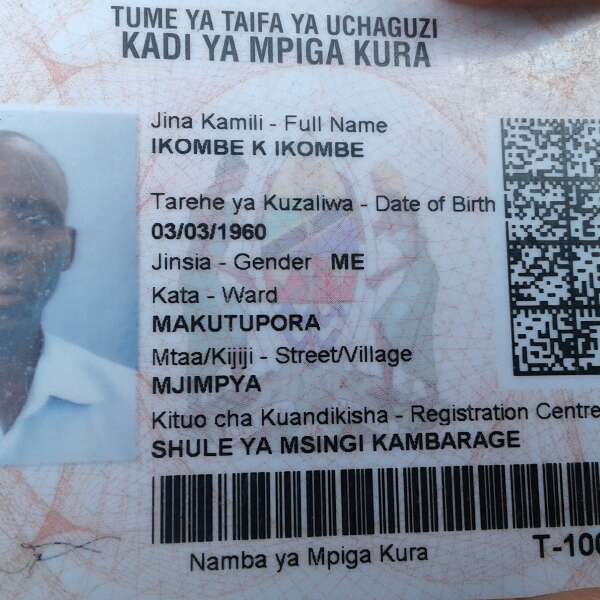 TUME YA TAIFA YA UCHAGUZI
KADI YA MPIGA KURA
Jina Kamili - Full Name
IKOMBE K IKOMBE
Tarehe ya Kuzaliwa - Date of Birth
03/03/1960
Jinsia - Gender ME
Kata - Ward
MAKUTUPORA
Mtaa/Kijiji - Street/Village
MJIMPYA
Kituo cha Kuandikisha - Registration Centre
SHULE YA MSINGI KAMBARAGE
Namba ya Mpiga Kura
T-100